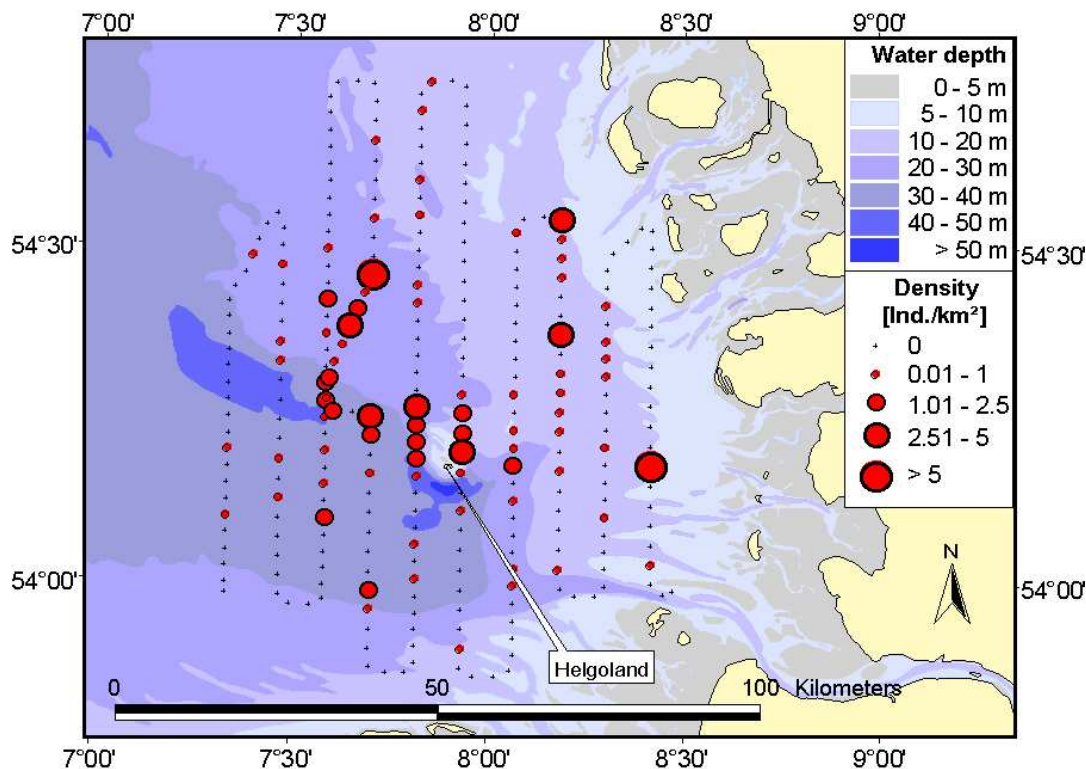 7°00' 7°30' 8°00' 8°30' 9°00'
Water depth
0 - 5 m
5 - 10 m
10 - 20 m
20 - 30 m
30 - 40 m
40 - 50 m
> 50 m
54°30' 54°30'
Density
[Ind./km²]
0
0.01 - 1
1.01 - 2.5
2.51 - 5
> 5
N
54°00' 54°00'
Helgoland
0 50 100 Kilometers
7°00' 7°30' 8°00' 8°30' 9°00'